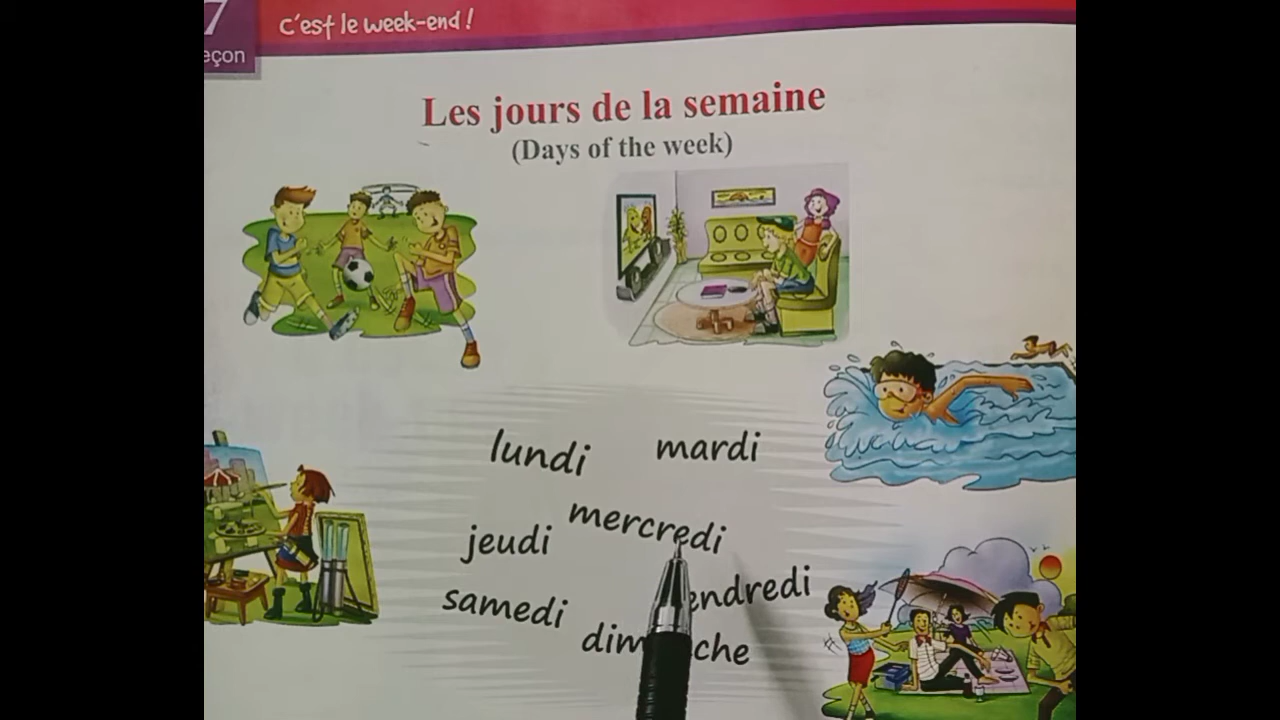 7
C'est le week-end !
eçon
Les jours de la semaine
(Days of the week)
lundi mardi
mercredi
jeudi
endredi
samedi
dim che